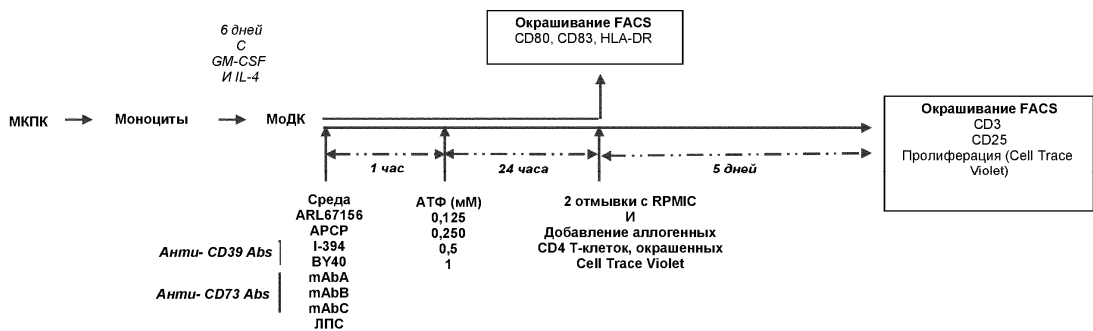 6 дней
С
GM-CSF
И IL-4
Окрашивание FACS
CD80, CD83, HLA-DR
МКПК
Моноциты
МоДК
Окрашивание FACS
CD3
CD25
Пролиферация (Cell Trace
Violet)
1 час
24 часа
5 дней
Среда
ARL67156
APCP
I-394
BY40
mAbA
mAbB
mAbC
ЛПС
Анти- CD39 Abs
Анти- CD73 Abs
АТФ (мМ)
0,125
0,250
0,5
1
2 отмывки с RPMIC
И
Добавление аллогенных
CD4 Т-клеток, окрашенных
Cell Trace Violet